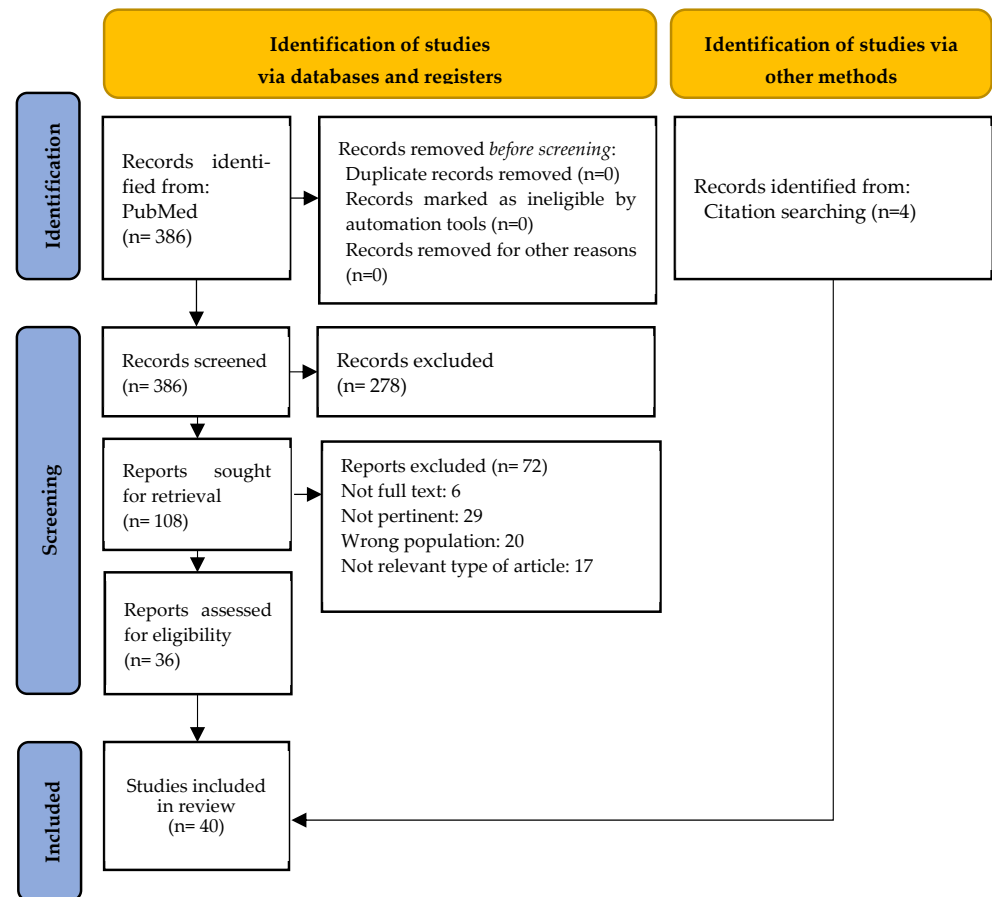 Identification of studies
via databases and registers
Identification of studies via
other methods
Identification
Records identi-
fied from:
PubMed
(n= 386)
Records removed before screening:
Duplicate records removed (n=0)
Records marked as ineligible by
automation tools (n=0)
Records removed for other reasons
(n=0)
Records identified from:
Citation searching (n=4)
Screening
Records screened
(n= 386)
Records excluded
(n= 278)
Reports sought
for retrieval
(n= 108)
Reports excluded (n= 72)
Not full text: 6
Not pertinent: 29
Wrong population: 20
Not relevant type of article: 17
Reports assessed
for eligibility
(n= 36)
Included
Studies included
in review
(n= 40)